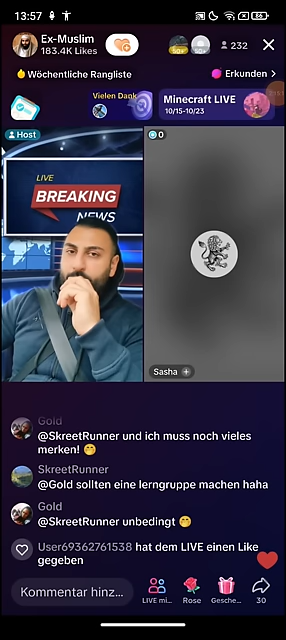 13:57
86
Ex-Muslim
183.4K Likes
50+
232
Wöchentliche Rangliste
Erkunden >
Vielen Dank
Minecraft LIVE
10/15-10/23
Host
0
LIVE
BREAKING
NEWS
Sasha +
Gold
@SkreetRunner und ich muss noch vieles
merken! 🤭
SkreetRunner
@Gold sollten eine lerngruppe machen haha
Gold
@SkreetRunner unbedingt 🤭
User69362761538 hat dem LIVE einen Like
gegeben
Kommentar hinz...
LIVE mi...
Rose
Gesche...
30